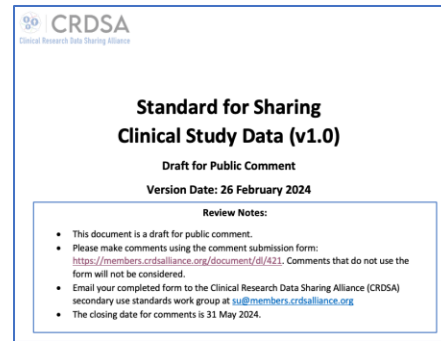 CRDSA
Clinical Research Data Sharing Alliance
Standard for Sharing
Clinical Study Data (v1.0)
Draft for Public Comment
Version Date: 26 February 2024
Review Notes:
• This document is a draft for public comment.
• Please make comments using the comment submission form:
https://members.crdsalliance.org/document/dl/421. Comments that do not use the
form will not be considered.
• Email your completed form to the Clinical Research Data Sharing Alliance (CRDSA)
secondary use standards work group at su@members.crdsalliance.org
• The closing date for comments is 31 May 2024.